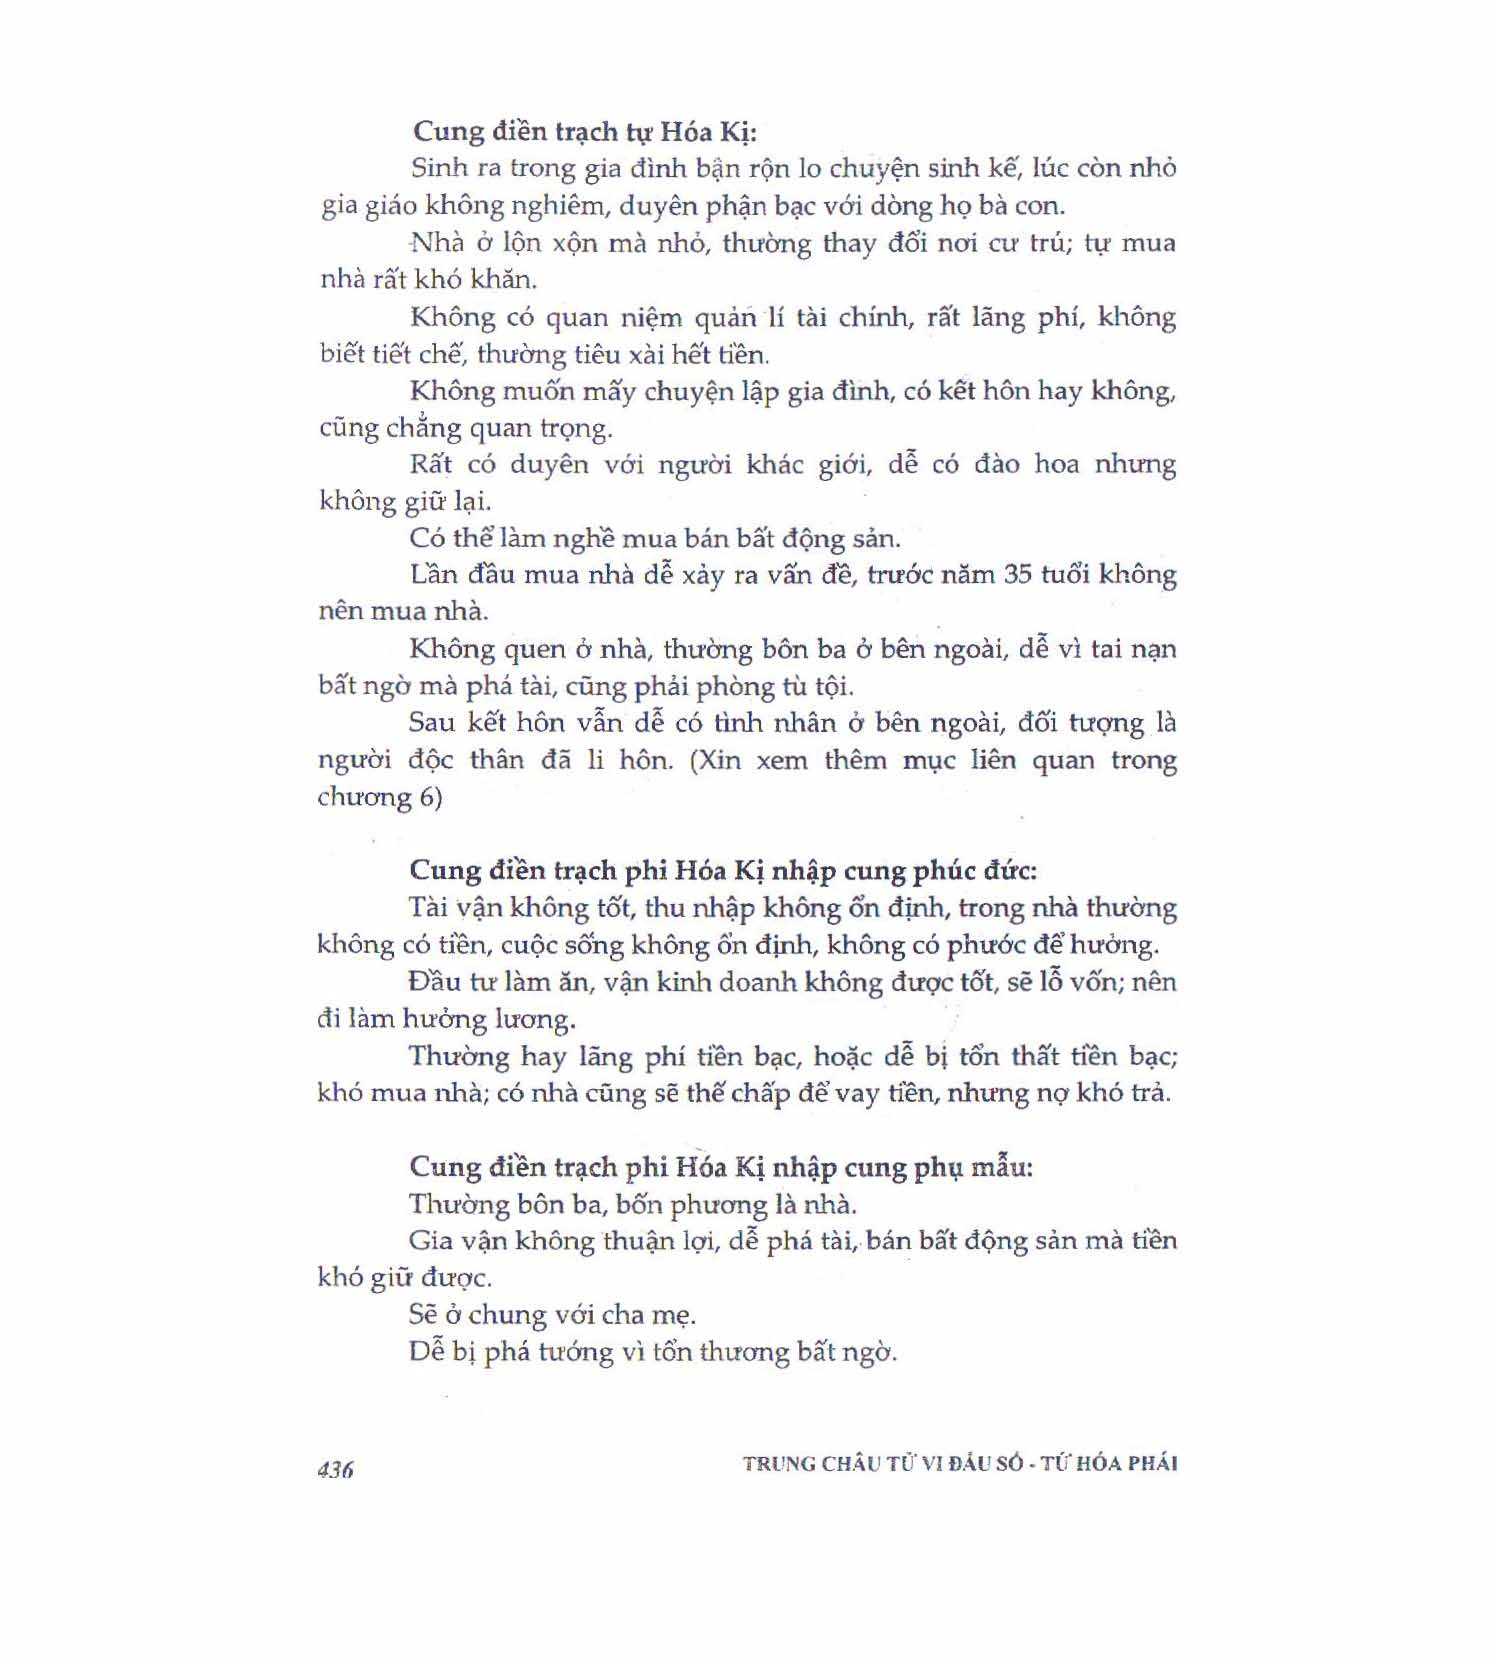 Cung điền trạch tự Hóa Kị:
Sinh ra trong gia đình bận rộn lo chuyện sinh kế, lúc còn nhỏ
gia giáo không nghiêm, duyên phận bạc với dòng họ bà con.
Nhà ở lộn xộn mà nhỏ, thường thay đổi nơi cư trú; tự mua
nhà rất khó khăn.
Không có quan niệm quản lí tài chính, rất lãng phí, không
biết tiết chế, thường tiêu xài hết tiền.
Không muốn mấy chuyện lập gia đình, có kết hôn hay không,
cũng chẳng quan trọng.
Rất có duyên với người khác giới, dễ có đào hoa nhưng
không giữ lại.
Có thể làm nghề mua bán bất động sản.
Lần đầu mua nhà dễ xảy ra vấn đề, trước năm 35 tuổi không
nên mua nhà.
Không quen ở nhà, thường bôn ba ở bên ngoài, dễ vì tai nạn
bất ngờ mà phá tài, cũng phải phòng tù tội.
Sau kết hôn vẫn dễ có tình nhân ở bên ngoài, đối tượng là
người độc thân đã li hôn. (Xin xem thêm mục liên quan trong
chương 6)
Cung điền trạch phi Hóa Kị nhập cung phúc đức:
Tài vận không tốt, thu nhập không ổn định, trong nhà thường
không có tiền, cuộc sống không ổn định, không có phước để hưởng.
Đầu tư làm ăn, vận kinh doanh không được tốt, sẽ lỗ vốn; nên
đi làm hưởng lương.
Thường hay lãng phí tiền bạc, hoặc dễ bị tổn thất tiền bạc;
khó mua nhà; có nhà cũng sẽ thế chấp để vay tiền, nhưng nợ khó trả.
Cung điền trạch phi Hóa Kị nhập cung phụ mẫu:
Thường bôn ba, bốn phương là nhà.
Gia vận không thuận lợi, dễ phá tài, bán bất động sản mà tiền
khó giữ được.
Sẽ ở chung với cha mẹ.
Dễ bị phá tướng vì tổn thương bất ngờ.
436
TRUNG CHÂU TỬ VI ĐẨU SỐ - TỨ HÓA PHÁI